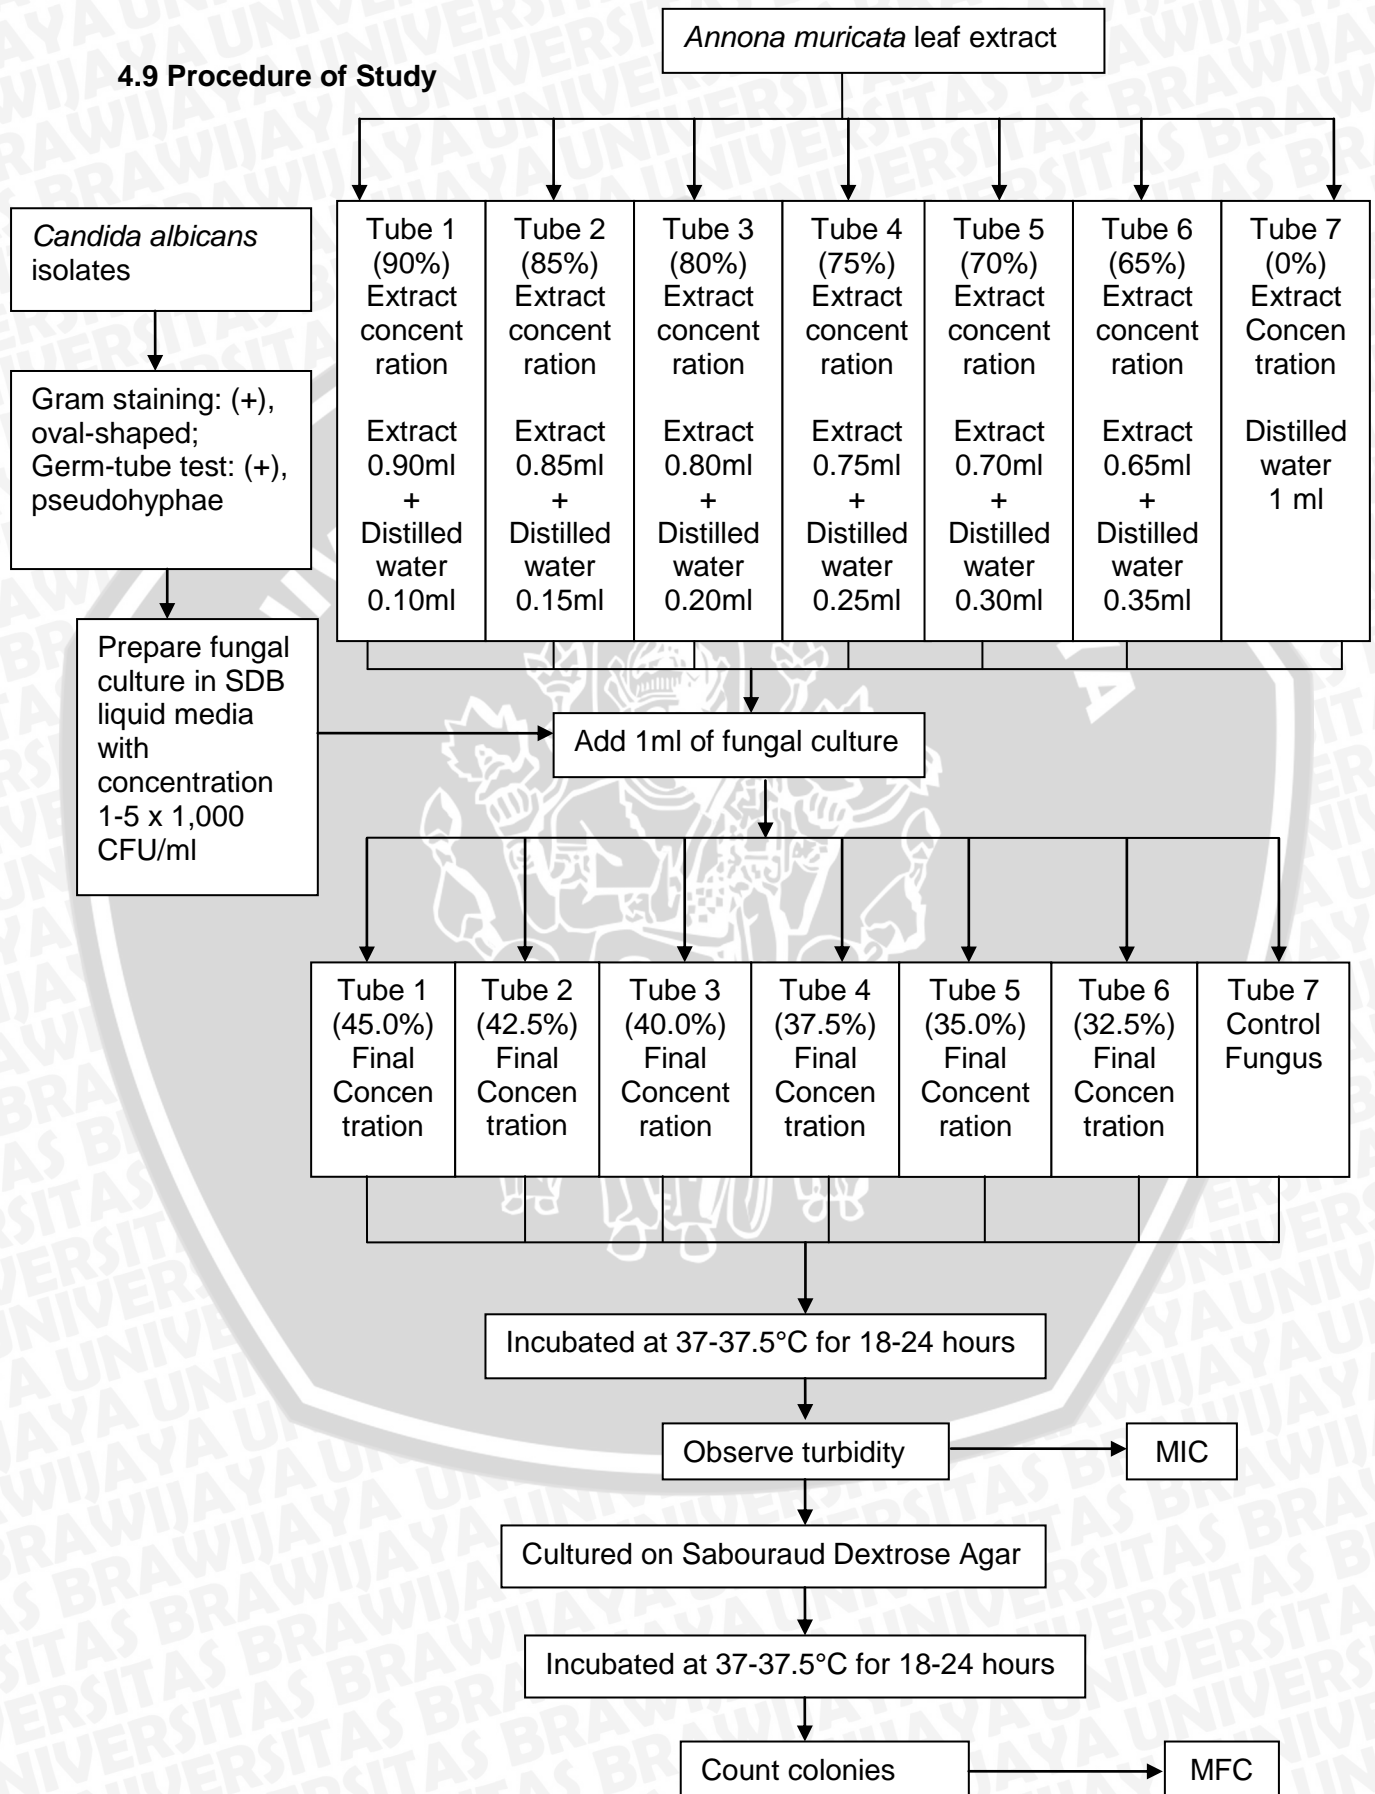 Annona muricata leaf extract
4.9 Procedure of Study
Candida albicans
isolates
Gram staining: (+),
oval-shaped;
Germ-tube test: (+),
pseudohyphae
Prepare fungal
culture in SDB
liquid media
with
concentration
1-5 x 1,000
CFU/ml
Tube 1
(90%)
Extract
concent
ration
Extract
0.90ml
+
Distilled
water
0.10ml
Tube 2
(85%)
Extract
concent
ration
Extract
0.85ml
+
Distilled
water
0.15ml
Tube 3
(80%)
Extract
concent
ration
Extract
0.80ml
+
Distilled
water
0.20ml
Tube 4
(75%)
Extract
concent
ration
Extract
0.75ml
+
Distilled
water
0.25ml
Tube 5
(70%)
Extract
concent
ration
Extract
0.70ml
+
Distilled
water
0.30ml
Tube 6
(65%)
Extract
concent
ration
Extract
0.65ml
+
Distilled
water
0.35ml
Tube 7
(0%)
Extract
Concen
tration
Distilled
water
1 ml
Add 1ml of fungal culture
Tube 1
(45.0%)
Final
Concen
tration
Tube 2
(42.5%)
Final
Concen
tration
Tube 3
(40.0%)
Final
Concent
ration
Tube 4
(37.5%)
Final
Concen
tration
Tube 5
(35.0%)
Final
Concent
ration
Tube 6
(32.5%)
Final
Concen
tration
Tube 7
Control
Fungus
Incubated at 37-37.5°C for 18-24 hours
Observe turbidity
MIC
Cultured on Sabouraud Dextrose Agar
Incubated at 37-37.5°C for 18-24 hours
Count colonies
MFC